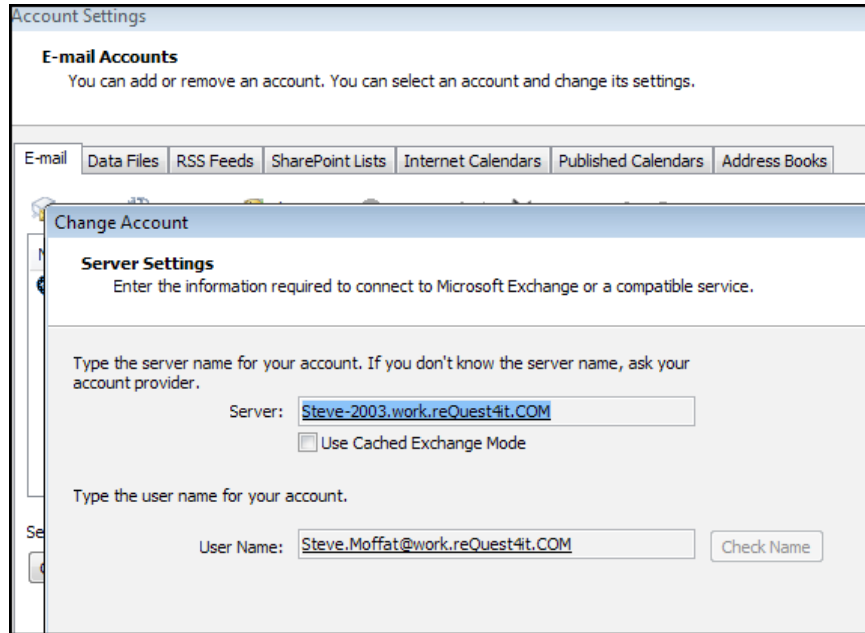 Account Settings
E-mail Accounts
You can add or remove an account. You can select an account and change its settings.
E-mail Data Files RSS Feeds SharePoint Lists Internet Calendars Published Calendars Address Books
Change Account
Server Settings
Enter the information required to connect to Microsoft Exchange or a compatible service.
Type the server name for your account. If you don't know the server name, ask your
account provider.
Server: Steve-2003.work.reQuest4it.COM
Use Cached Exchange Mode
Type the user name for your account.
Se
User Name: Steve.Moffat@work.reQuest4it.COM Check Name